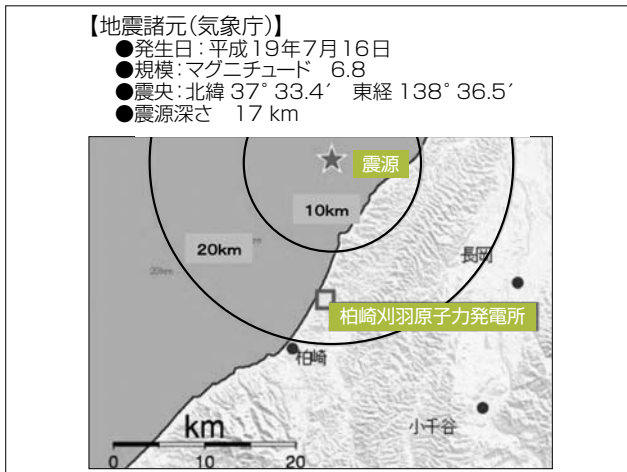 【地震諸元(気象庁)】
●発生日：平成19年7月16日
●規模：マグニチュード 6.8
●震央：北緯 37° 33.4′ 東経 138° 36.5′
●震源深さ 17 km
震源
10km
20km
20km
長岡
柏崎刈羽原子力発電所
柏崎
小千谷
km
0 10 20